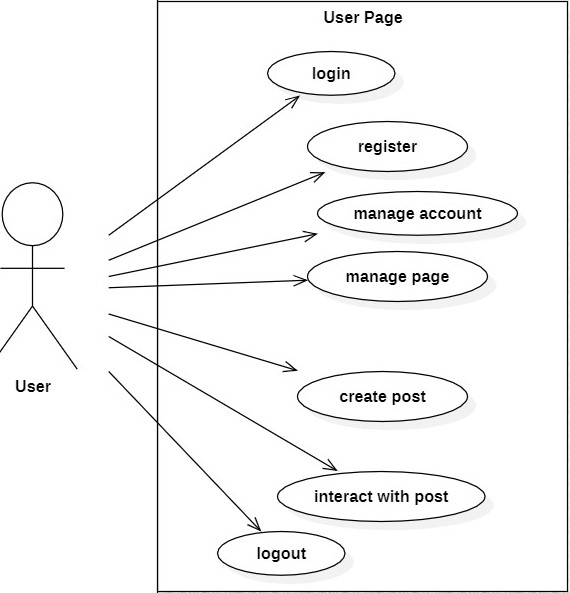 User Page
login
register
manage account
manage page
create post
interact with post
logout
User